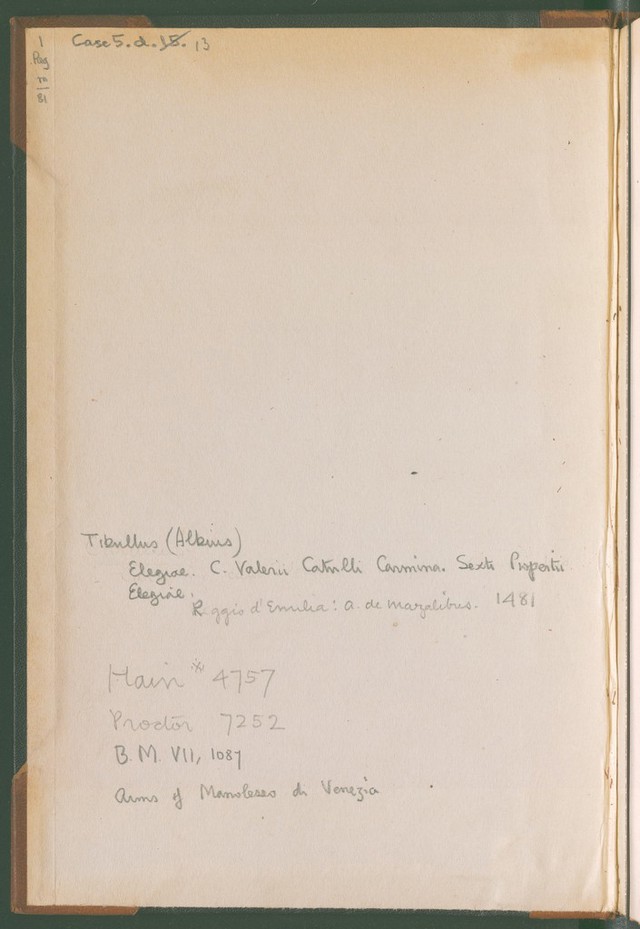 1
Reg
10
81
Case 5. d. 15. 13
Tibullus (Albius)
Elegiae. C. Valerii Catulli Carmina. Sexti Propertii
Elegiae.
Reggio d'Emilia: A. de Mazalibus. 1481
Hain * 4757
Proctor 7252
B.M. VII, 1087
Arms of Manolesso di Venezia